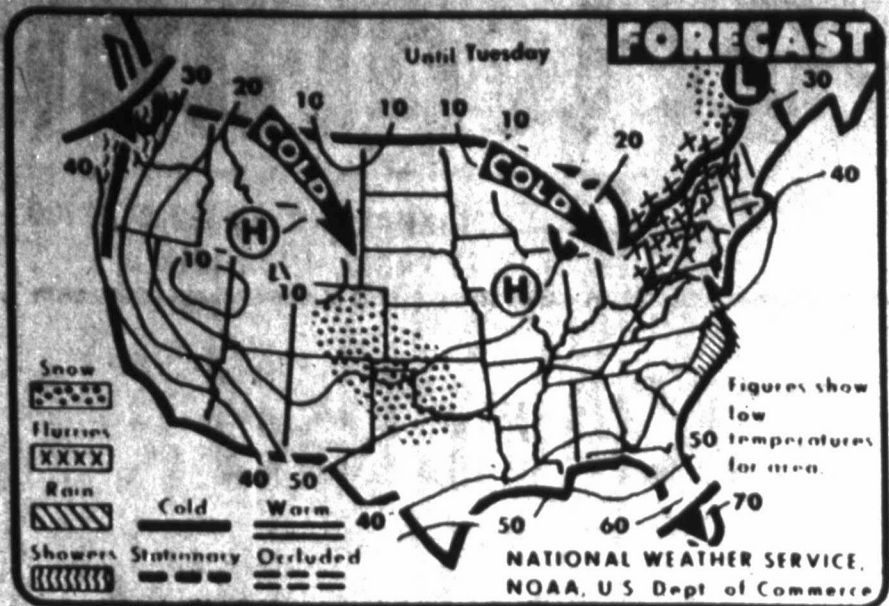 FORECAST
Until Tuesday
L
30
30
20
10
10
10
10
20
40
40
COLD
COLD
H
10
10
H
Snow
Flurries
XXXX
Rain
Showers
Cold
Warm
Stationary
Occluded
40
50
40
50
60
70
50
Figures show
low
temperatures
for area.
NATIONAL WEATHER SERVICE,
NOAA, U S Dept of Commerce